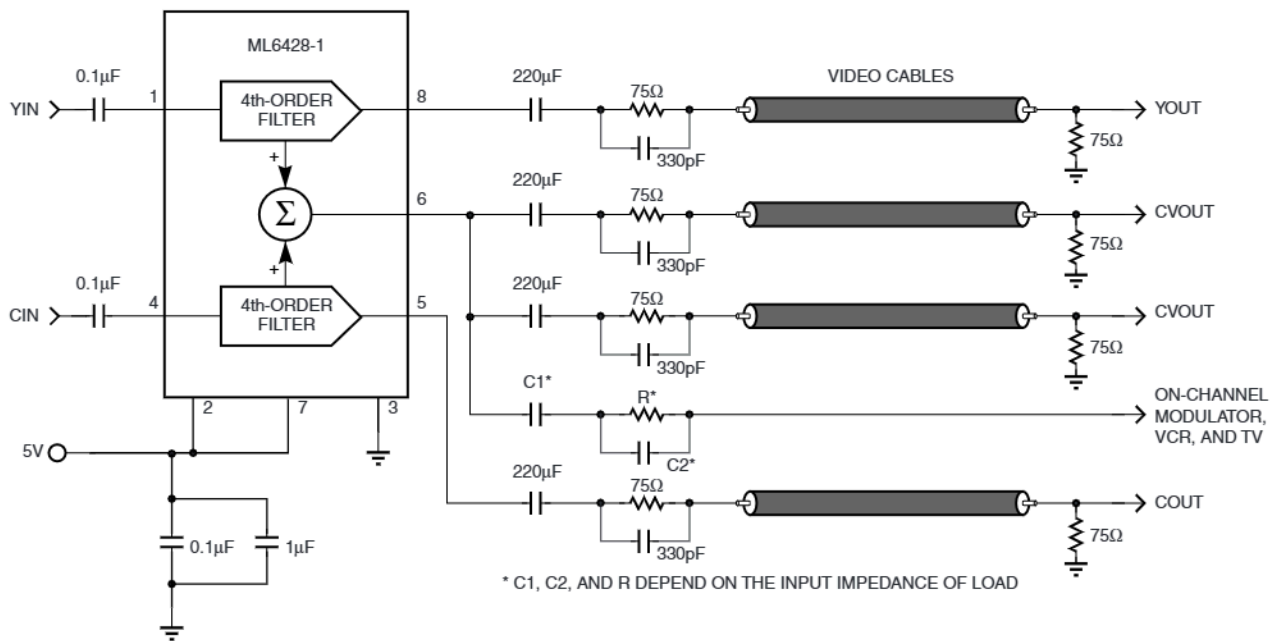 ML6428-1
0.1µF
220µF
75Ω
VIDEO CABLES
YIN
1
4th-ORDER
FILTER
8
330pF
YOUT
75Ω
+
Σ
+
6
220µF
75Ω
330pF
CVOUT
75Ω
0.1µF
CIN
4
4th-ORDER
FILTER
5
220µF
75Ω
330pF
CVOUT
75Ω
2
7
3
C1*
R*
C2*
ON-CHANNEL
MODULATOR,
VCR, AND TV
5V
220µF
75Ω
330pF
COUT
75Ω
0.1µF
1µF
* C1, C2, AND R DEPEND ON THE INPUT IMPEDANCE OF LOAD